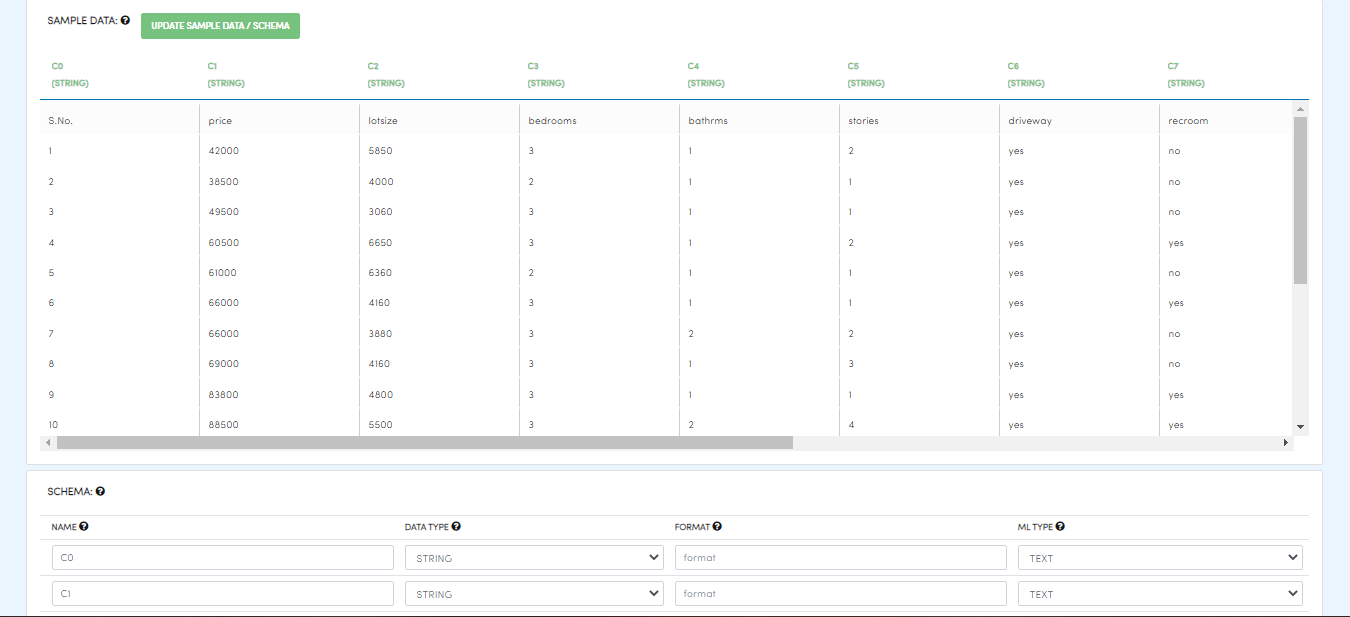 SAMPLE DATA: UPDATE SAMPLE DATA / SCHEMA
C0 C1 C2 C3 C4 C5 C6 C7
(STRING) (STRING) (STRING) (STRING) (STRING) (STRING) (STRING) (STRING)
S.No. price lotsize bedrooms bathrms stories driveway recroom
1 42000 5850 3 1 2 yes no
2 38500 4000 2 1 1 yes no
3 49500 3060 3 1 1 yes no
4 60500 6650 3 1 2 yes yes
5 61000 6360 2 1 1 yes no
6 66000 4160 3 1 1 yes yes
7 66000 3880 3 2 2 yes no
8 69000 4160 3 1 3 yes no
9 83800 4800 3 1 1 yes yes
10 88500 5500 3 2 4 yes yes
SCHEMA:
NAME DATA TYPE FORMAT ML TYPE
C0 STRING format TEXT
C1 STRING format TEXT